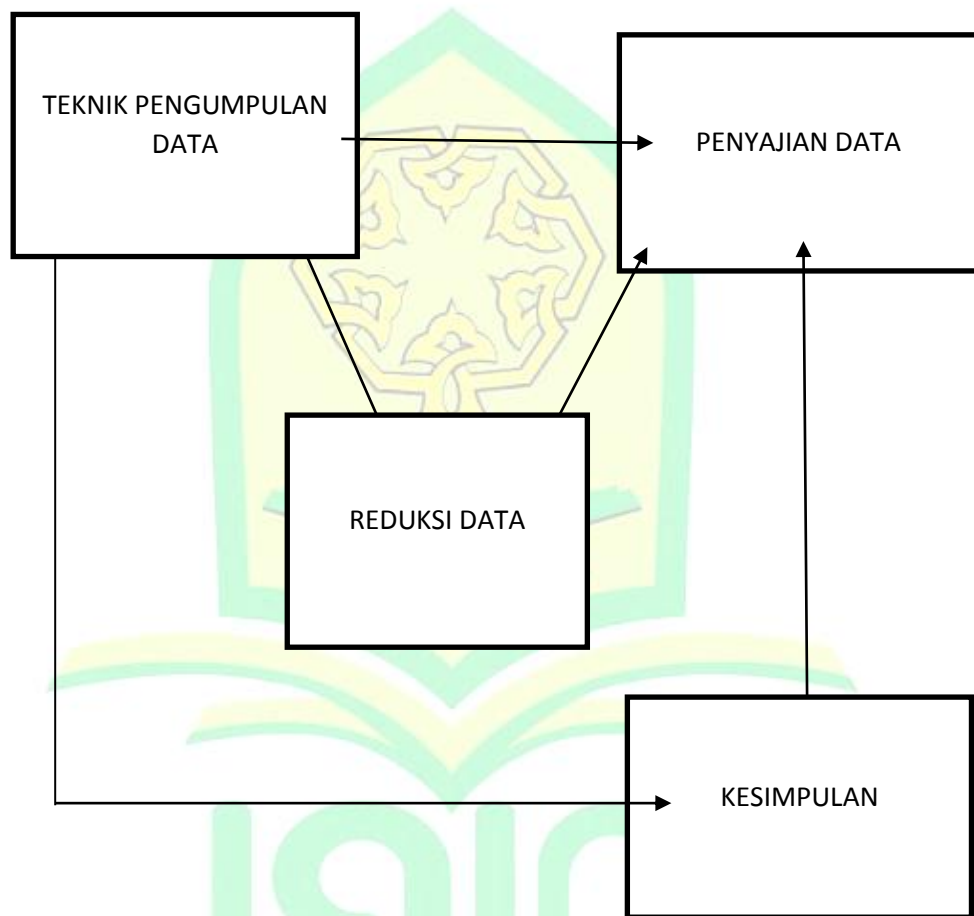 TEKNIK PENGUMPULAN
DATA
PENYAJIAN DATA
REDUKSI DATA
KESIMPULAN